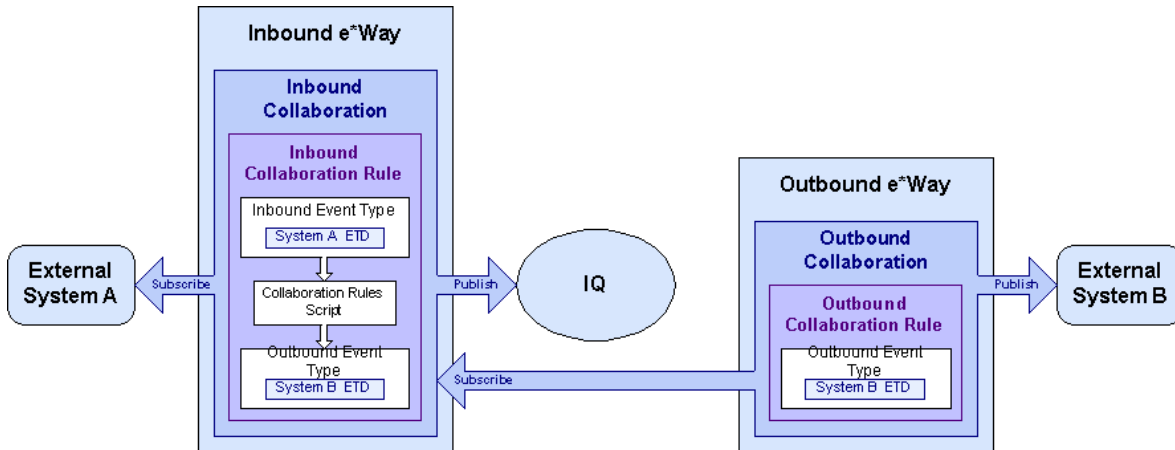 Inbound e*Way
Inbound
Collaboration
Inbound
Collaboration Rule
Inbound Event Type
System A ETD
Collaboration Rules
Script
Outbound Event
Type
System B ETD
External
System A
Subscribe
Publish
IQ
Subscribe
Outbound e*Way
Outbound
Collaboration
Outbound
Collaboration Rule
Outbound Event
Type
System B ETD
Publish
External
System B